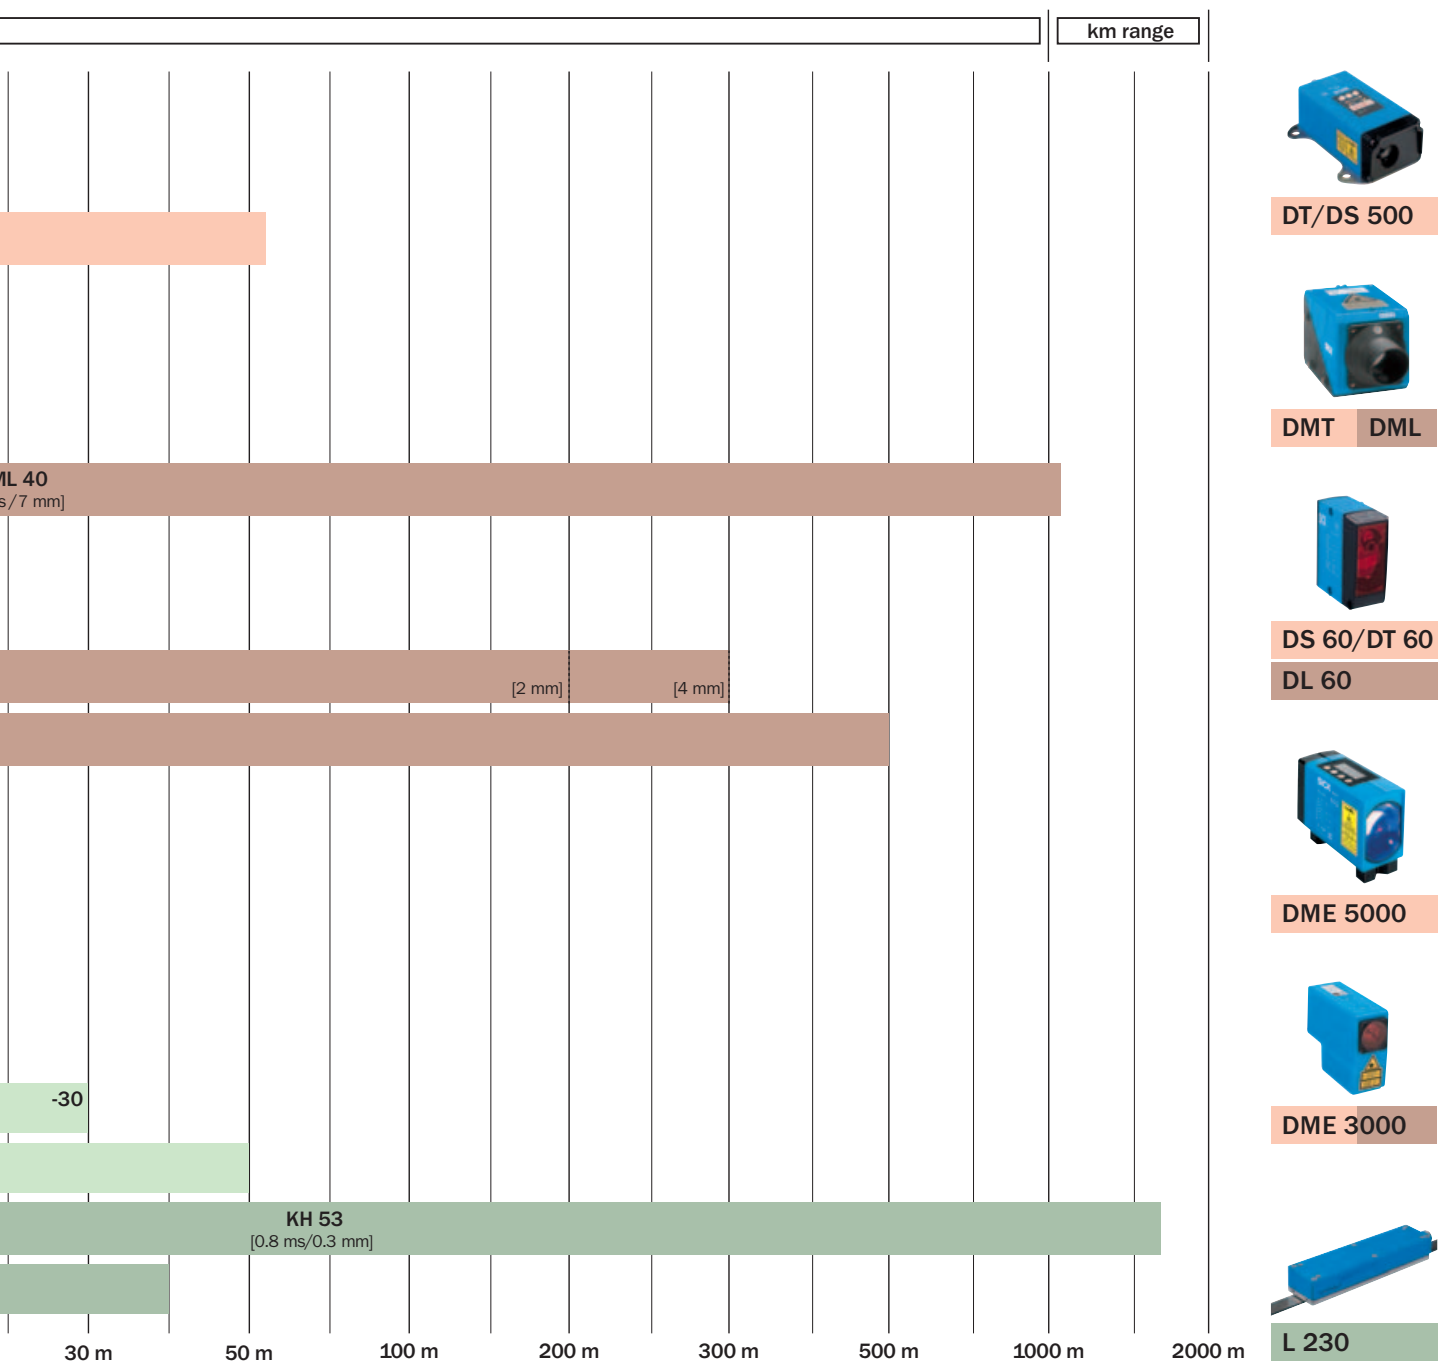 km range
DT/DS 500
DMT DML
ML 40
s/7 mm]
DS 60/DT 60
[2 mm] [4 mm]
DL 60
DME 5000
-30
DME 3000
KH 53
[0.8 ms/0.3 mm]
L 230
30 m 50 m 100 m 200 m 300 m 500 m 1000 m 2000 m